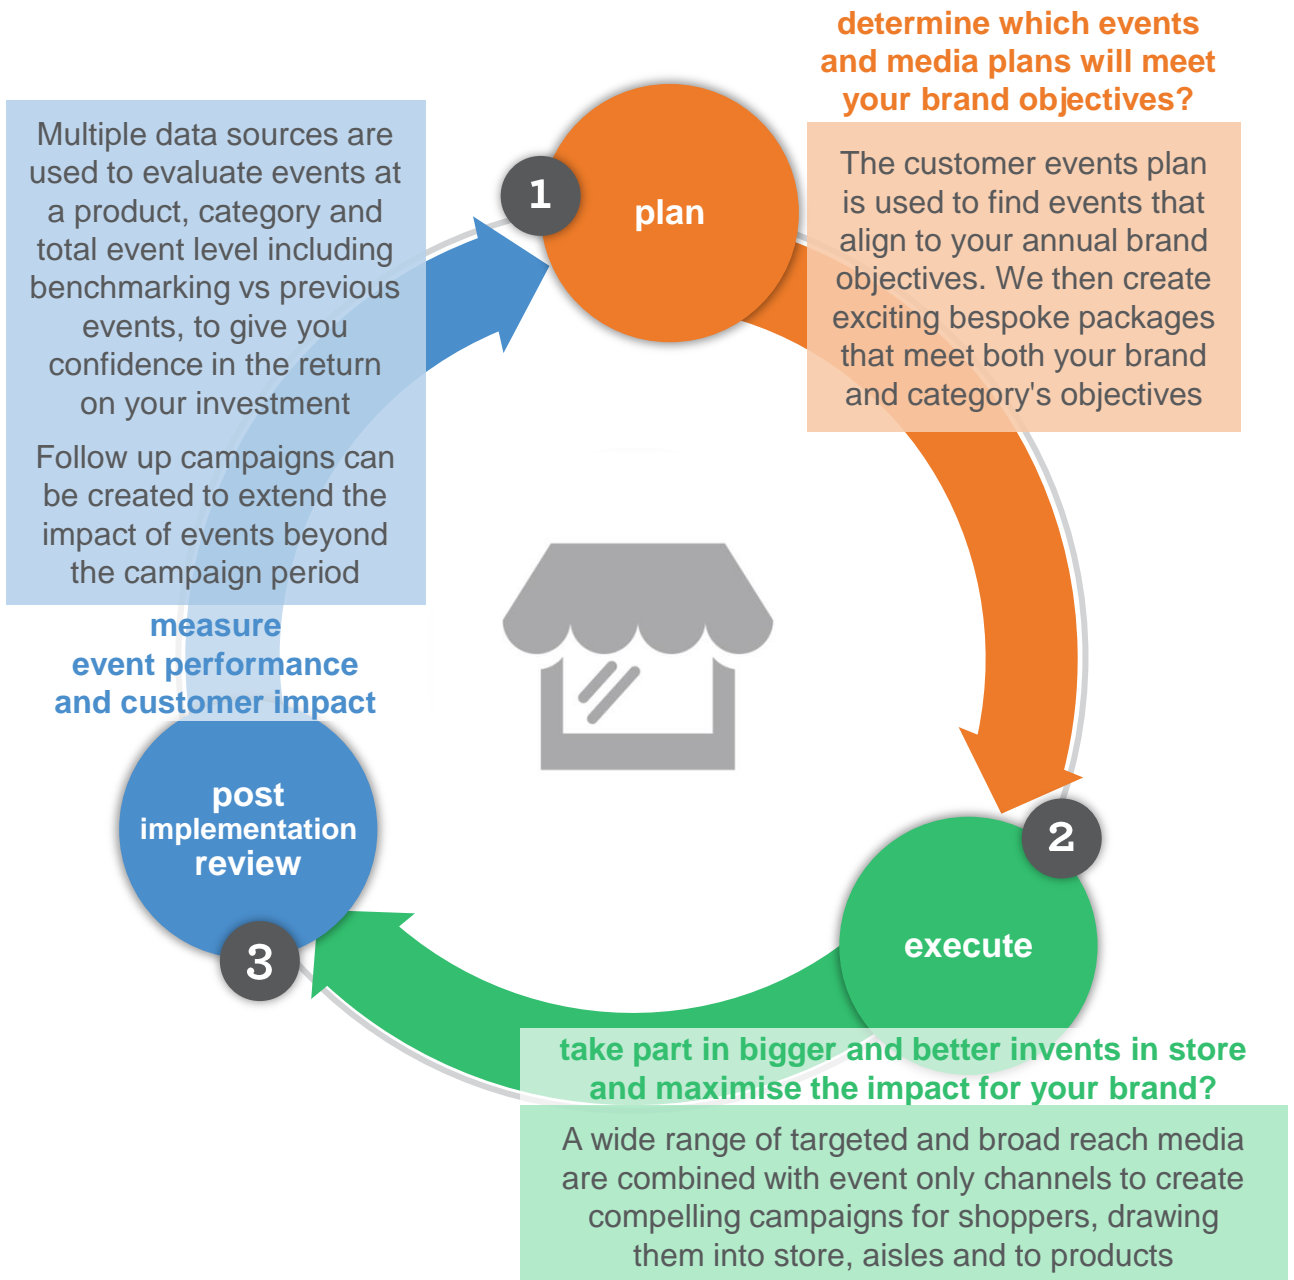 determine which events
and media plans will meet
your brand objectives?
1
plan
The customer events plan
is used to find events that
align to your annual brand
objectives. We then create
exciting bespoke packages
that meet both your brand
and category's objectives
2
execute
take part in bigger and better invents in store
and maximise the impact for your brand?
A wide range of targeted and broad reach media
are combined with event only channels to create
compelling campaigns for shoppers, drawing
them into store, aisles and to products
3
post
implementation
review
measure
event performance
and customer impact
Multiple data sources are
used to evaluate events at
a product, category and
total event level including
benchmarking vs previous
events, to give you
confidence in the return
on your investment
Follow up campaigns can
be created to extend the
impact of events beyond
the campaign period